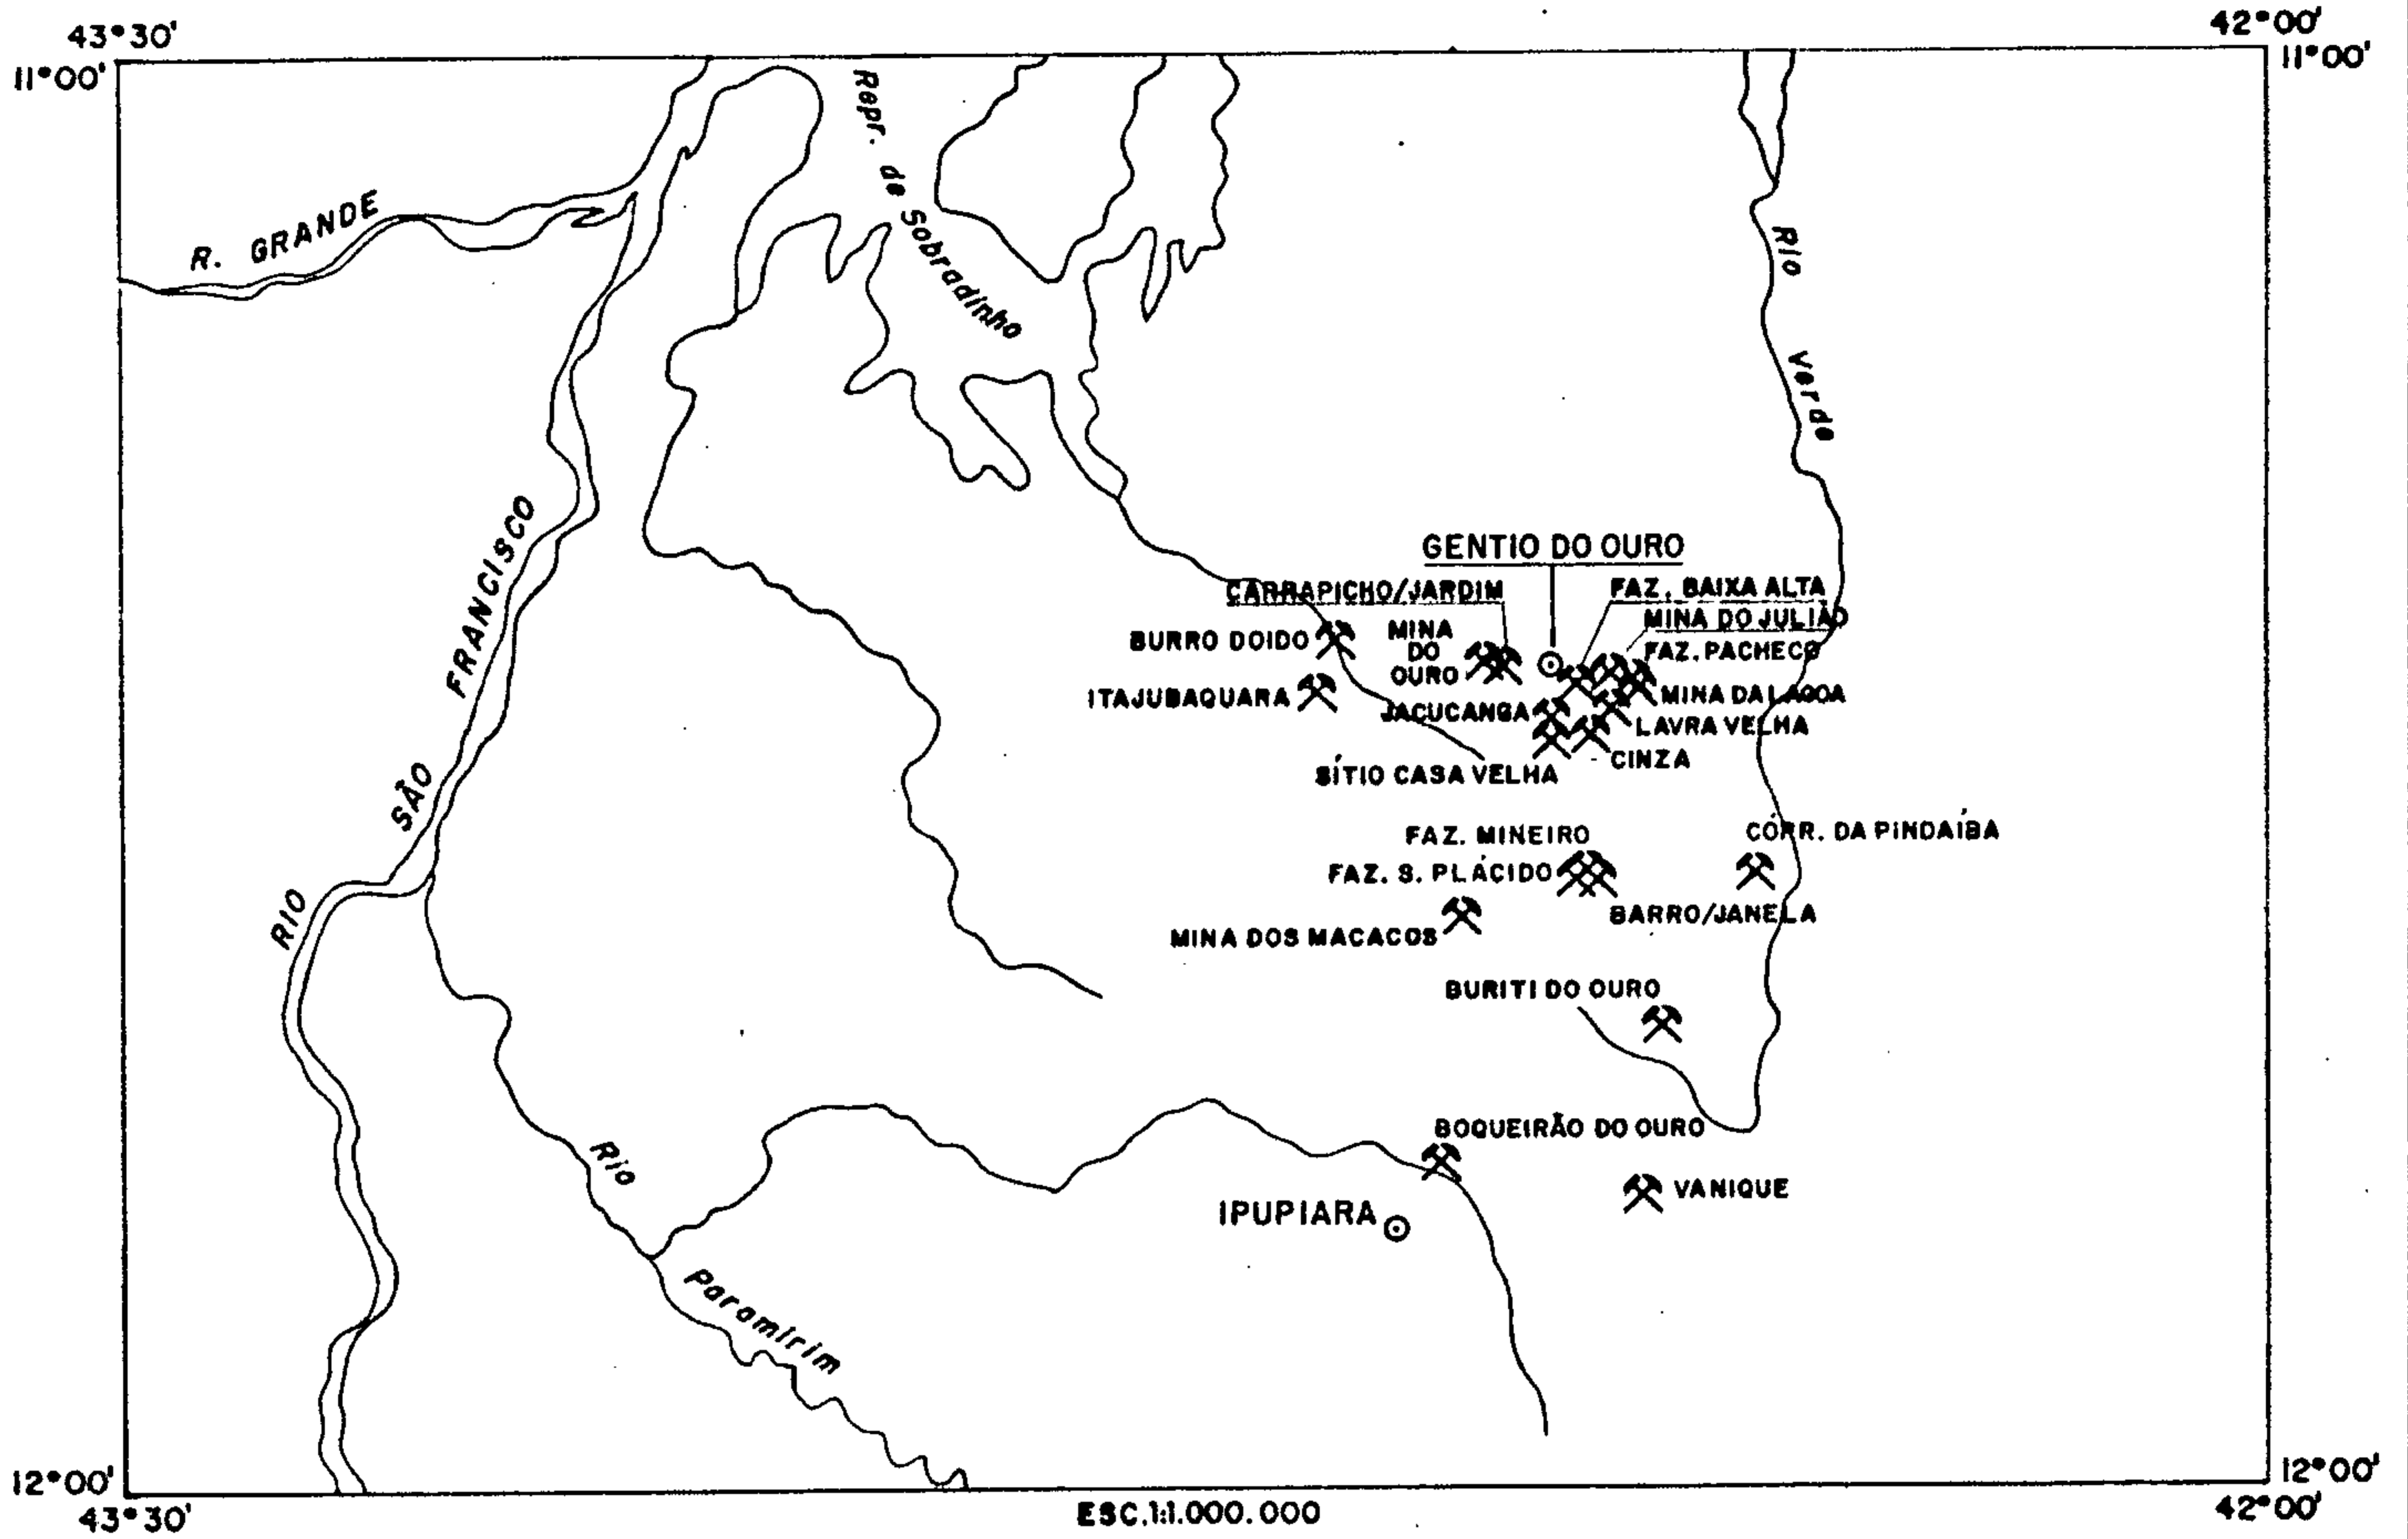 43°30'
42°00'
11°00'
11°00'
Repr. de Sobradinho
R. GRANDE
RIO Verde
RIO SÃO FRANCISCO
GENTIO DO OURO
CARRAPICHO/JARDIM
FAZ. BAIXA ALTA
MINA DO JULIÃO
BURRO DOIDO
MINA
DO
OURO
FAZ. PACHECO
ITAJUBAQUARA
MINA DA LAGOA
JACUCANGA
LAVRA VELHA
CINZA
SÍTIO CASA VELHA
FAZ. MINEIRO
CÓRR. DA PINDAÍBA
FAZ. S. PLÁCIDO
BARRO/JANELA
MINA DOS MACACOS
BURITI DO OURO
BOQUEIRÃO DO OURO
VANIQUE
IPUPIARA
Rio Paramirim
12°00'
12°00'
43°30'
42°00'
ESC.1:1.000.000